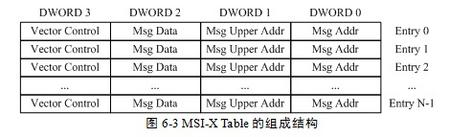 DWORD 3 DWORD 2 DWORD 1 DWORD 0
Vector Control Msg Data Msg Upper Addr Msg Addr Entry 0
Vector Control Msg Data Msg Upper Addr Msg Addr Entry 1
Vector Control Msg Data Msg Upper Addr Msg Addr Entry 2
... ... ... ... ...
Vector Control Msg Data Msg Upper Addr Msg Addr Entry N-1
图 6-3 MSI-X Table 的组成结构